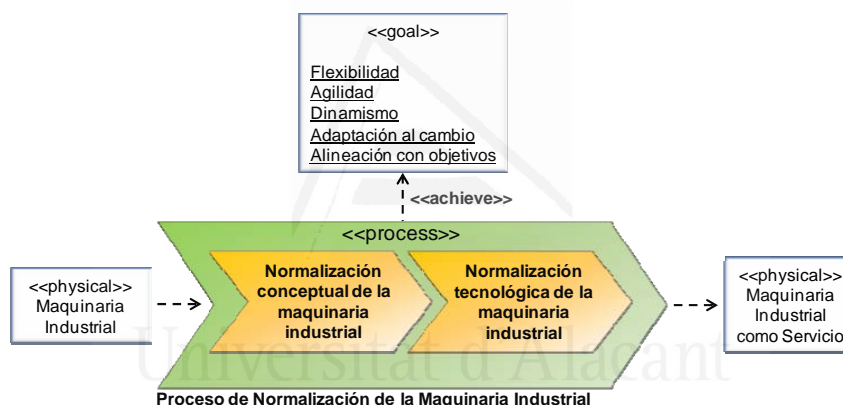 <<goal>>
Flexibilidad
Agilidad
Dinamismo
Adaptación al cambio
Alineación con objetivos
<<achieve>>
<<process>>
<<physical>>
Maquinaria
Industrial
Normalización
conceptual de la
maquinaria
industrial
Normalización
tecnológica de la
maquinaria
industrial
<<physical>>
Maquinaria
Industrial
como Servicio
Universitat d'Alacant
Proceso de Normalización de la Maquinaria Industrial